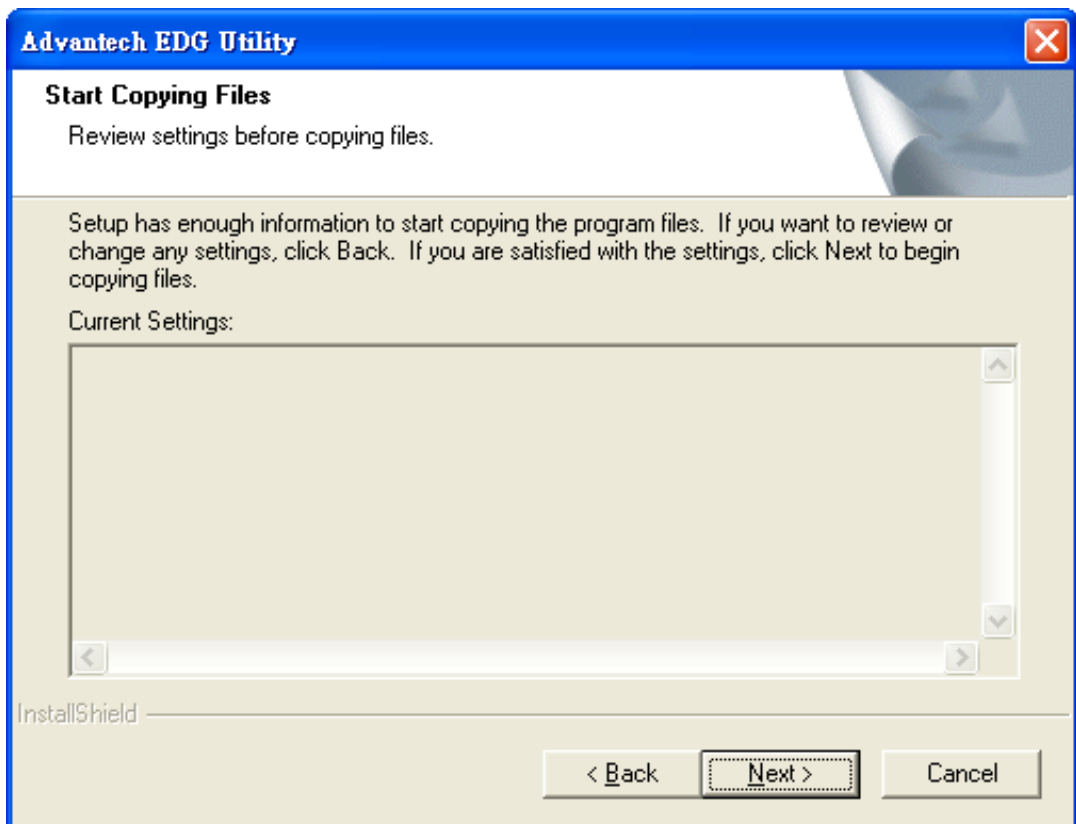 Advantech EDG Utility
Start Copying Files
Review settings before copying files.
Setup has enough information to start copying the program files.  If you want to review or
change any settings, click Back.  If you are satisfied with the settings, click Next to begin
copying files.
Current Settings:
InstallShield
< Back
Next >
Cancel